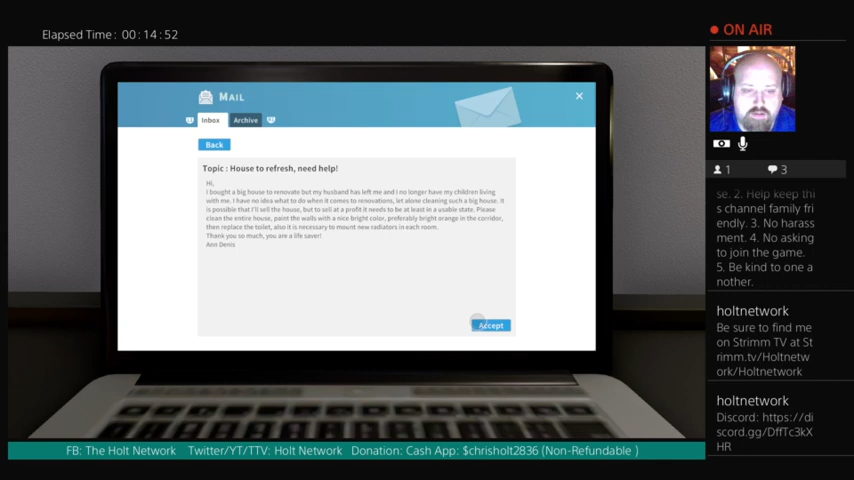 Elapsed Time : 00:14:52
ON AIR
MAIL
Inbox
Archive
Back
Topic : House to refresh, need help!
Hi,
I bought a big house to renovate but my husband has left me and I no longer have my children living
with me. I have no idea what to do when it comes to renovations, let alone cleaning such a big house. It
is possible that I'll sell the house, but to sell at a profit it needs to be at least in a usable state. Please
clean the entire house, paint the walls with a nice bright color, preferably bright orange in the corridor,
then replace the toilet, also it is necessary to mount new radiators in each room.
Thank you so much, you are a life saver!
Ann Denis
Accept
1
3
se. 2. Help keep thi
s channel family fri
endly. 3. No harass
ment. 4. No asking
to join the game.
5. Be kind to one a
nother.
holtnetwork
Be sure to find me
on Strimm TV at St
rimm.tv/Holtnetw
ork/Holtnetwork
holtnetwork
Discord: https://di
scord.gg/DffTc3kX
HR
FB: The Holt Network Twitter/YT/TTV: Holt Network Donation: Cash App: $chrisholt2836 (Non-Refundable )